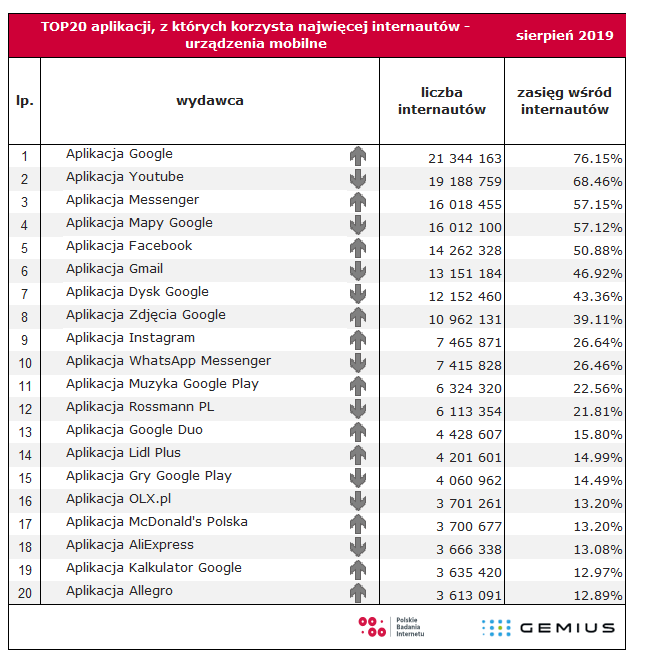 TOP20 aplikacji, z których korzysta najwięcej internautów -
urządzenia mobilne
sierpień 2019
lp. wydawca liczba internautów zasięg wśród internautów
1 Aplikacja Google 21 344 163 76.15%
2 Aplikacja Youtube 19 188 759 68.46%
3 Aplikacja Messenger 16 018 455 57.15%
4 Aplikacja Mapy Google 16 012 100 57.12%
5 Aplikacja Facebook 14 262 328 50.88%
6 Aplikacja Gmail 13 151 184 46.92%
7 Aplikacja Dysk Google 12 152 460 43.36%
8 Aplikacja Zdjęcia Google 10 962 131 39.11%
9 Aplikacja Instagram 7 465 871 26.64%
10 Aplikacja WhatsApp Messenger 7 415 828 26.46%
11 Aplikacja Muzyka Google Play 6 324 320 22.56%
12 Aplikacja Rossmann PL 6 113 354 21.81%
13 Aplikacja Google Duo 4 428 607 15.80%
14 Aplikacja Lidl Plus 4 201 601 14.99%
15 Aplikacja Gry Google Play 4 060 962 14.49%
16 Aplikacja OLX.pl 3 701 261 13.20%
17 Aplikacja McDonald's Polska 3 700 677 13.20%
18 Aplikacja AliExpress 3 666 338 13.08%
19 Aplikacja Kalkulator Google 3 635 420 12.97%
20 Aplikacja Allegro 3 613 091 12.89%
Polskie
Badania
Internetu
GEMIUS